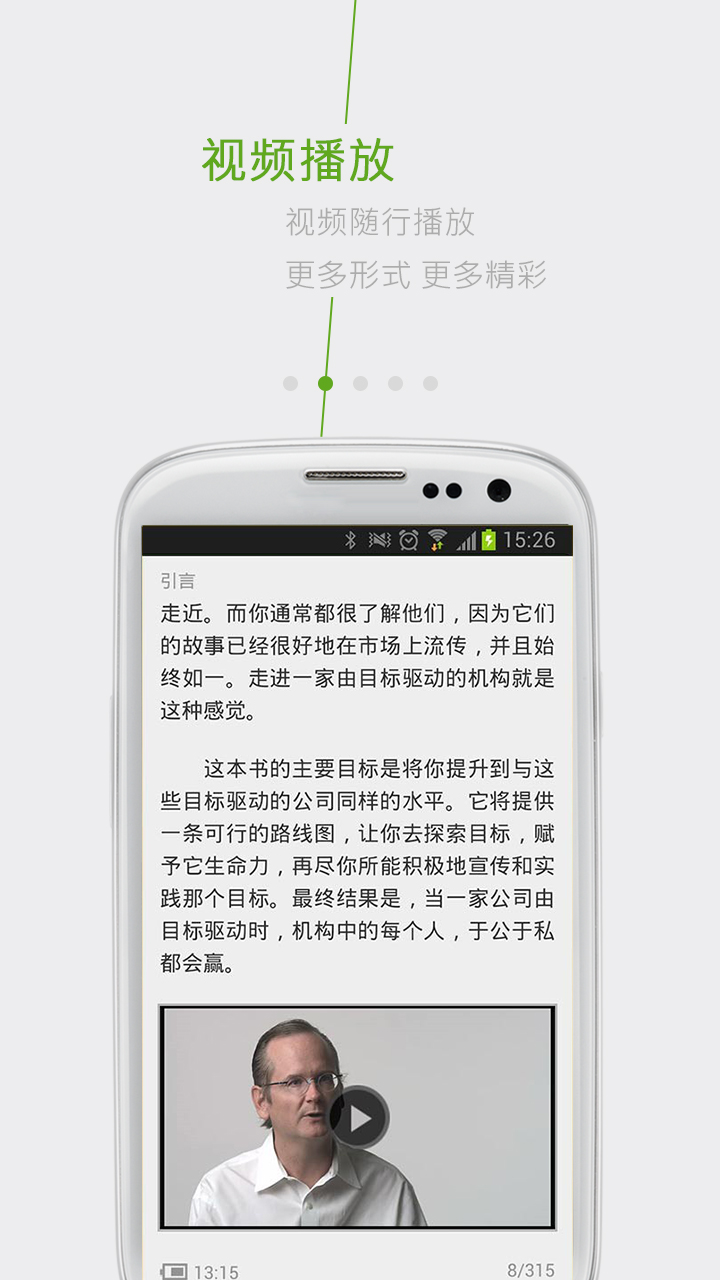 视频播放
视频随行播放
更多形式 更多精彩
15:26
引言
走近。而你通常都很了解他们，因为它们
的故事已经很好地在市场上流传，并且始
终如一。走进一家由目标驱动的机构就是
这种感觉。
这本书的主要目标是将你提升到与这
些目标驱动的公司同样的水平。它将提供
一条可行的路线图，让你去探索目标，赋
予它生命力，再尽你所能积极地宣传和实
践那个目标。最终结果是，当一家公司由
目标驱动时，机构中的每个人，于公于私
都会赢。
13:15 8/315